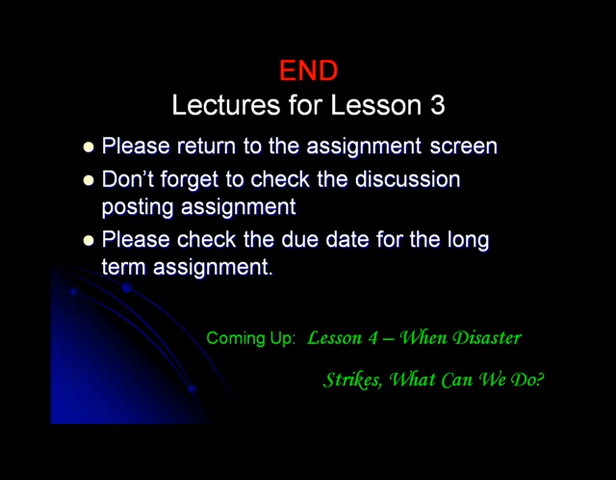 END
Lectures for Lesson 3
Please return to the assignment screen
Don't forget to check the discussion
posting assignment
Please check the due date for the long
term assignment.
Coming Up: Lesson 4 – When Disaster
Strikes, What Can We Do?